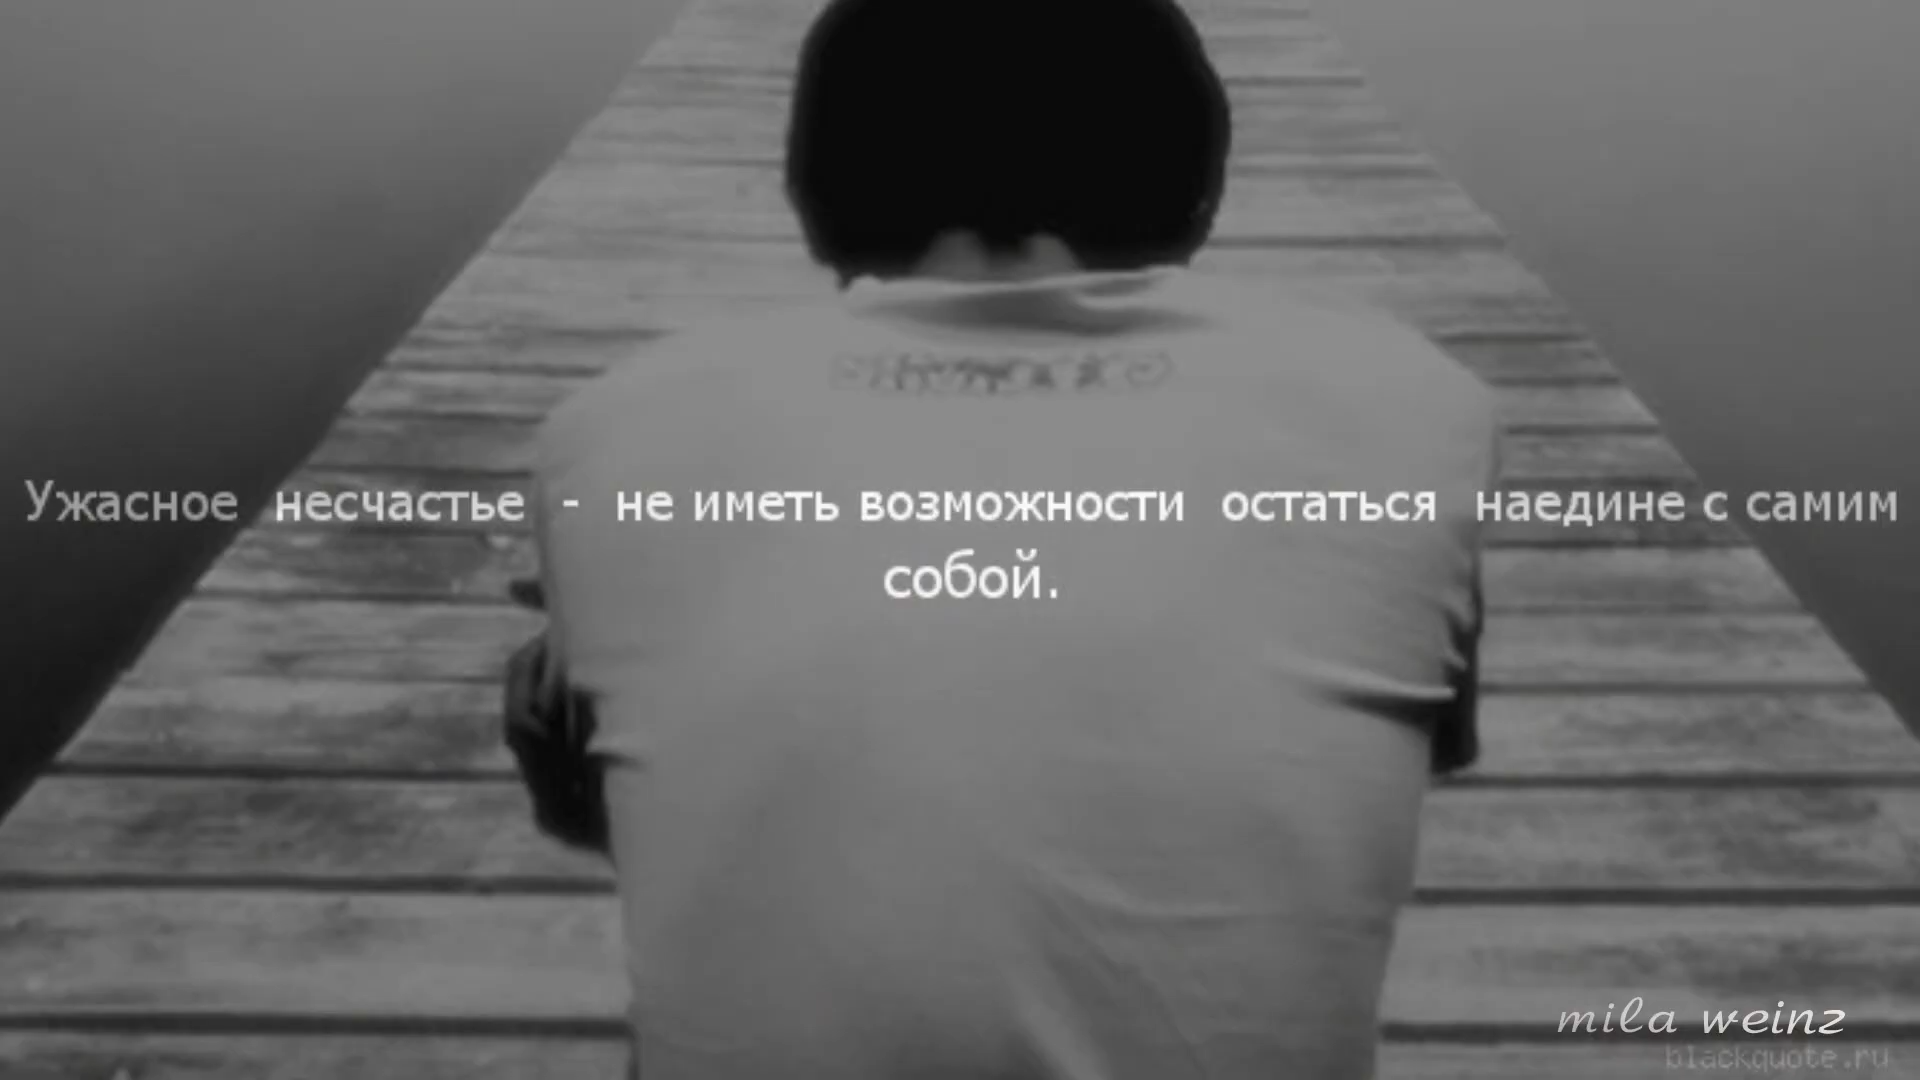 Ужасное несчастье - не иметь возможности остаться наедине с самим
собой.
mila weinz
blackquote.ru